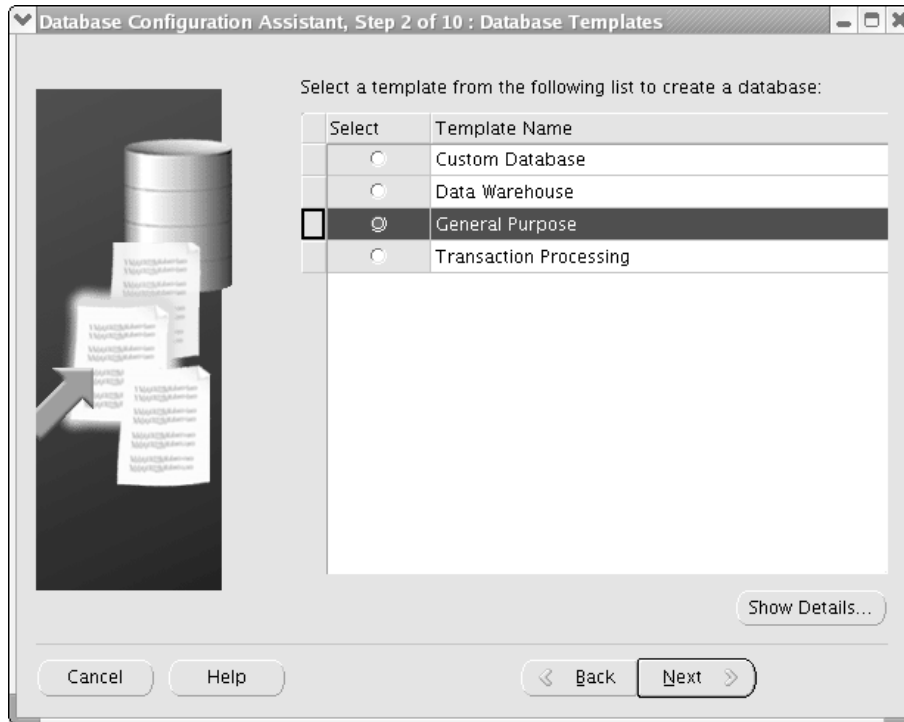 Database Configuration Assistant, Step 2 of 10 : Database Templates
Select a template from the following list to create a database:
Select Template Name
Custom Database
Data Warehouse
General Purpose
Transaction Processing
Show Details...
Cancel Help Back Next